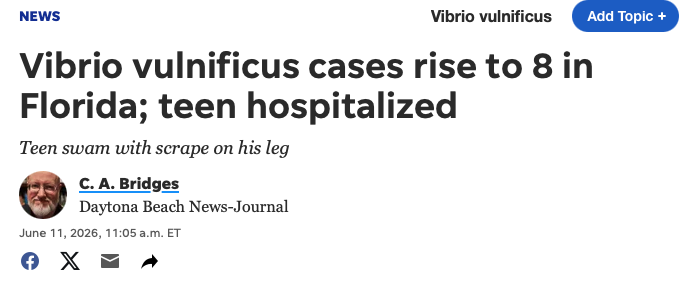 NEWS
Vibrio vulnificus
Add Topic +
Vibrio vulnificus cases rise to 8 in
Florida; teen hospitalized
Teen swam with scrape on his leg
C. A. Bridges
Daytona Beach News-Journal
June 11, 2026, 11:05 a.m. ET